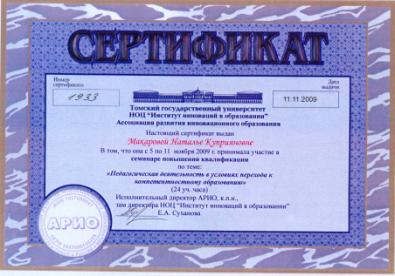 СЕРТИФИКАТ
Номер
сертификата
1933
Дата
выдачи
11.11.2009
Томский государственный университет
НОЦ "Институт инноваций в образовании"
Ассоциация развития инновационного образования
Настоящий сертификат выдан
Макаровой Наталье Куприяновне
В том, что она с 5 по 11 ноября 2009 г. принимала участие в
семинаре повышения квалификации
по теме:
«Педагогическая деятельность в условиях перехода к
компетентностному образованию»
(24 уч. часа)
Исполнительный директор АРИО, к.п.н.,
зам директора НОЦ "Институт инноваций в образовании"
Е.А. Суханова
АРИО